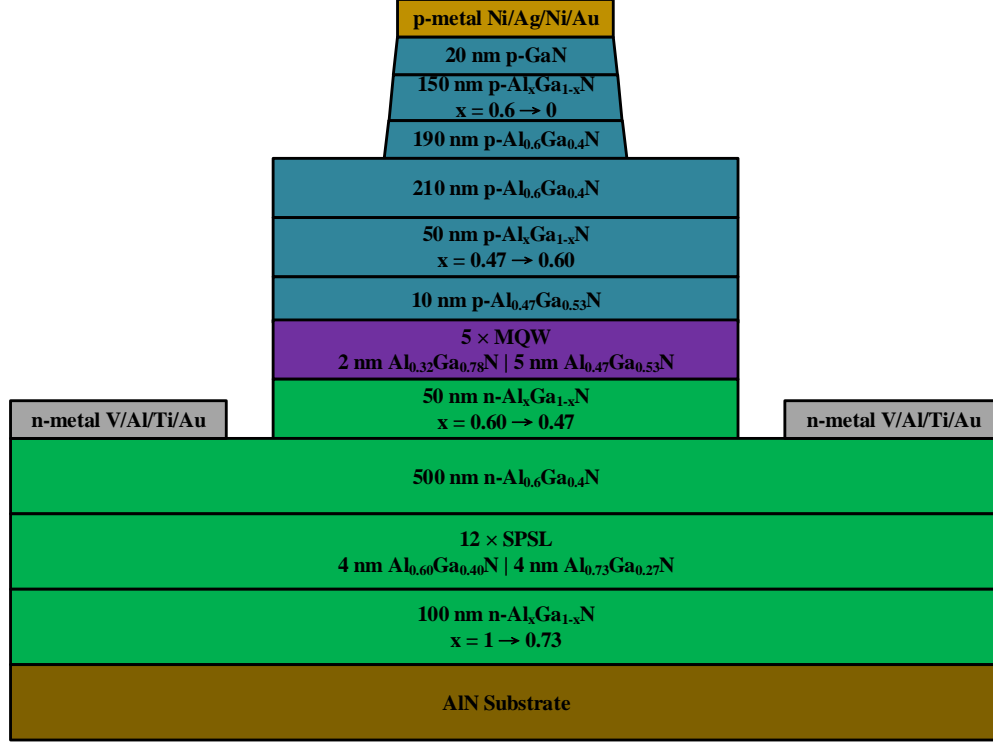 p-metal Ni/Ag/Ni/Au
20 nm p-GaN
150 nm p-AlₓGa₁₋ₓN
x = 0.6 → 0
190 nm p-Al₀.₆Ga₀.₄N
210 nm p-Al₀.₆Ga₀.₄N
50 nm p-AlₓGa₁₋ₓN
x = 0.47 → 0.60
10 nm p-Al₀.₄₇Ga₀.₅₃N
5 × MQW
2 nm Al₀.₃₂Ga₀.₇₈N | 5 nm Al₀.₄₇Ga₀.₅₃N
50 nm n-AlₓGa₁₋ₓN
x = 0.60 → 0.47
n-metal V/Al/Ti/Au
n-metal V/Al/Ti/Au
500 nm n-Al₀.₆Ga₀.₄N
12 × SPSL
4 nm Al₀.₆₀Ga₀.₄₀N | 4 nm Al₀.₇₃Ga₀.₂₇N
100 nm n-AlₓGa₁₋ₓN
x = 1 → 0.73
AlN Substrate